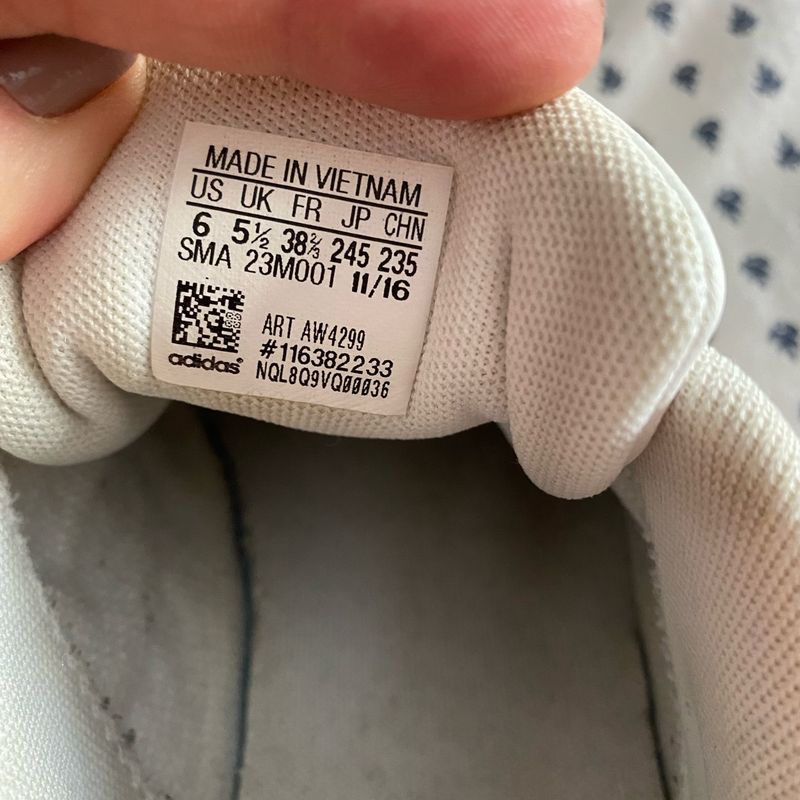 MADE IN VIETNAM
US UK FR JP CHN
6 5½ 38⅔ 245 235
SMA 23M001 11/16
ART AW4299
#116382233
adidas® NQL8Q9VQ00036